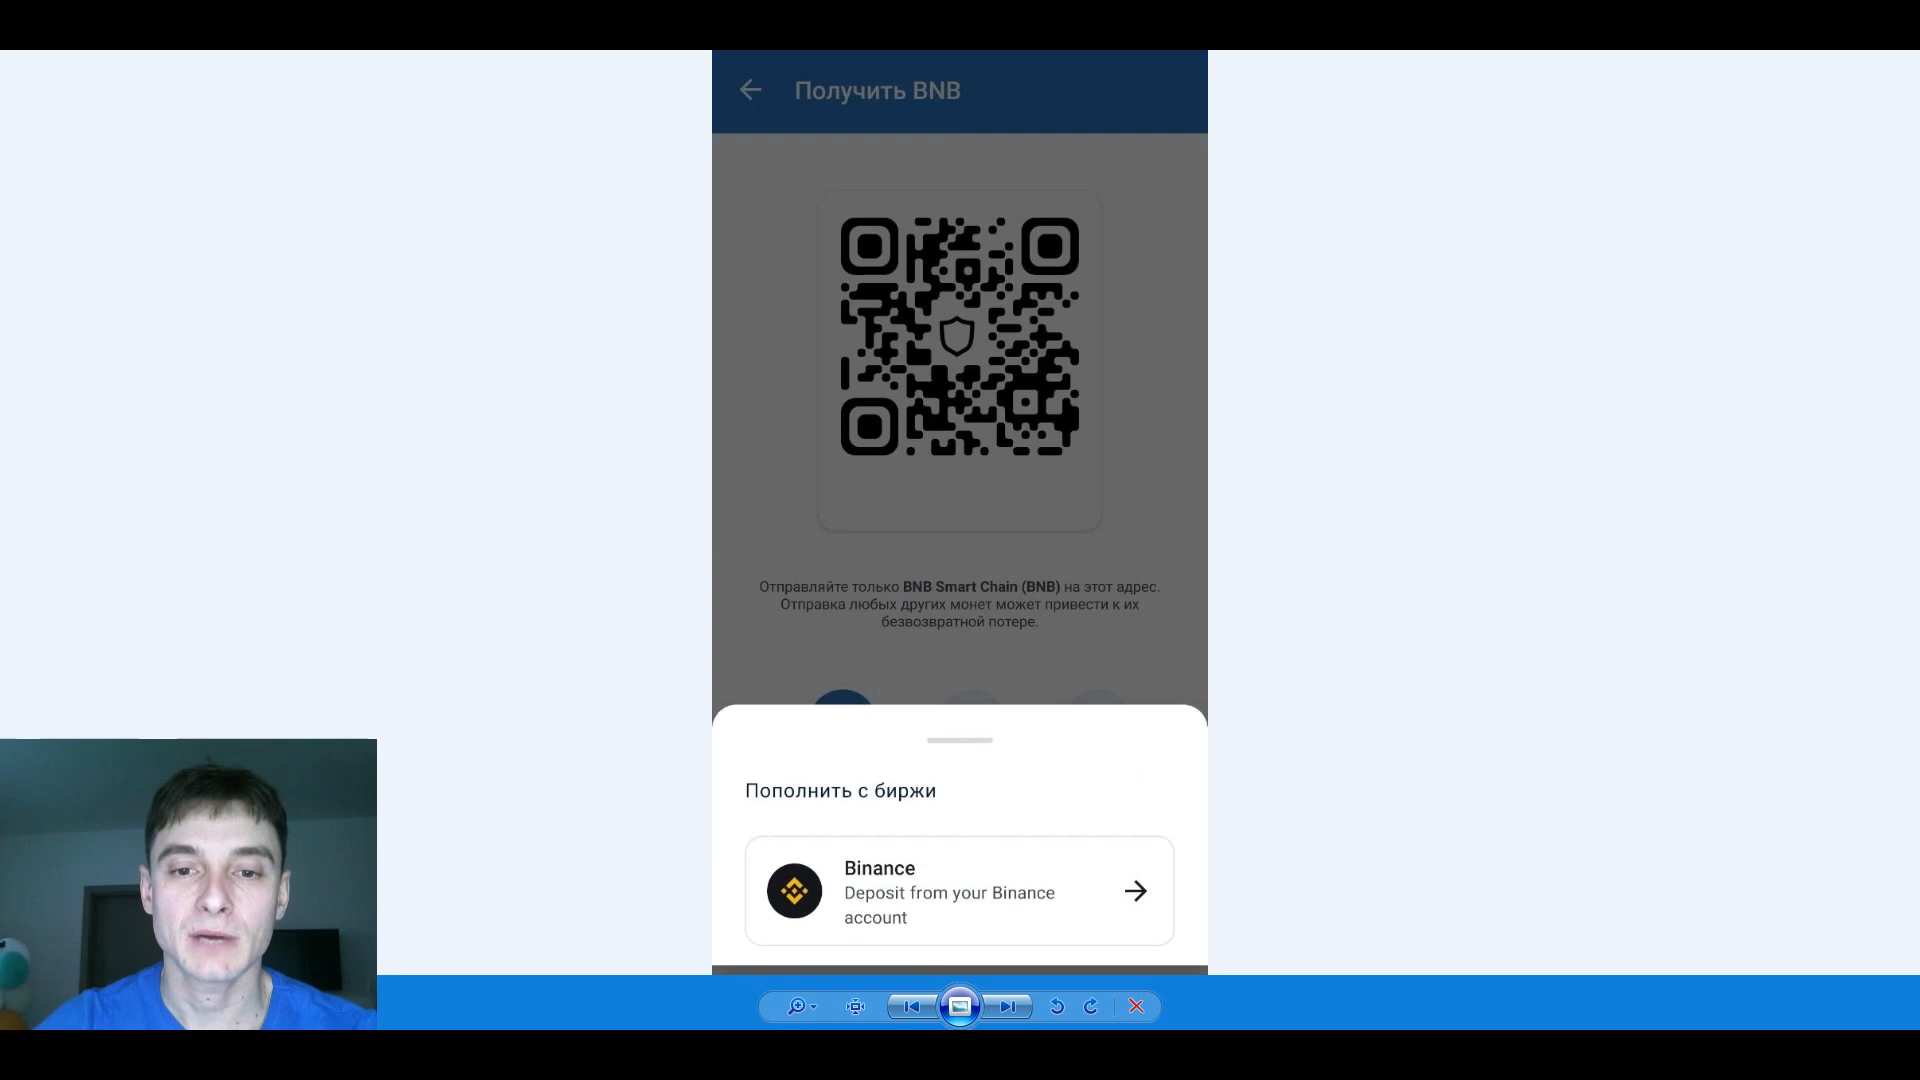 Получить BNB
Отправляйте только BNB Smart Chain (BNB) на этот адрес.
Отправка любых других монет может привести к их
безвозвратной потере.
Пополнить с биржи
Binance
Deposit from your Binance
account